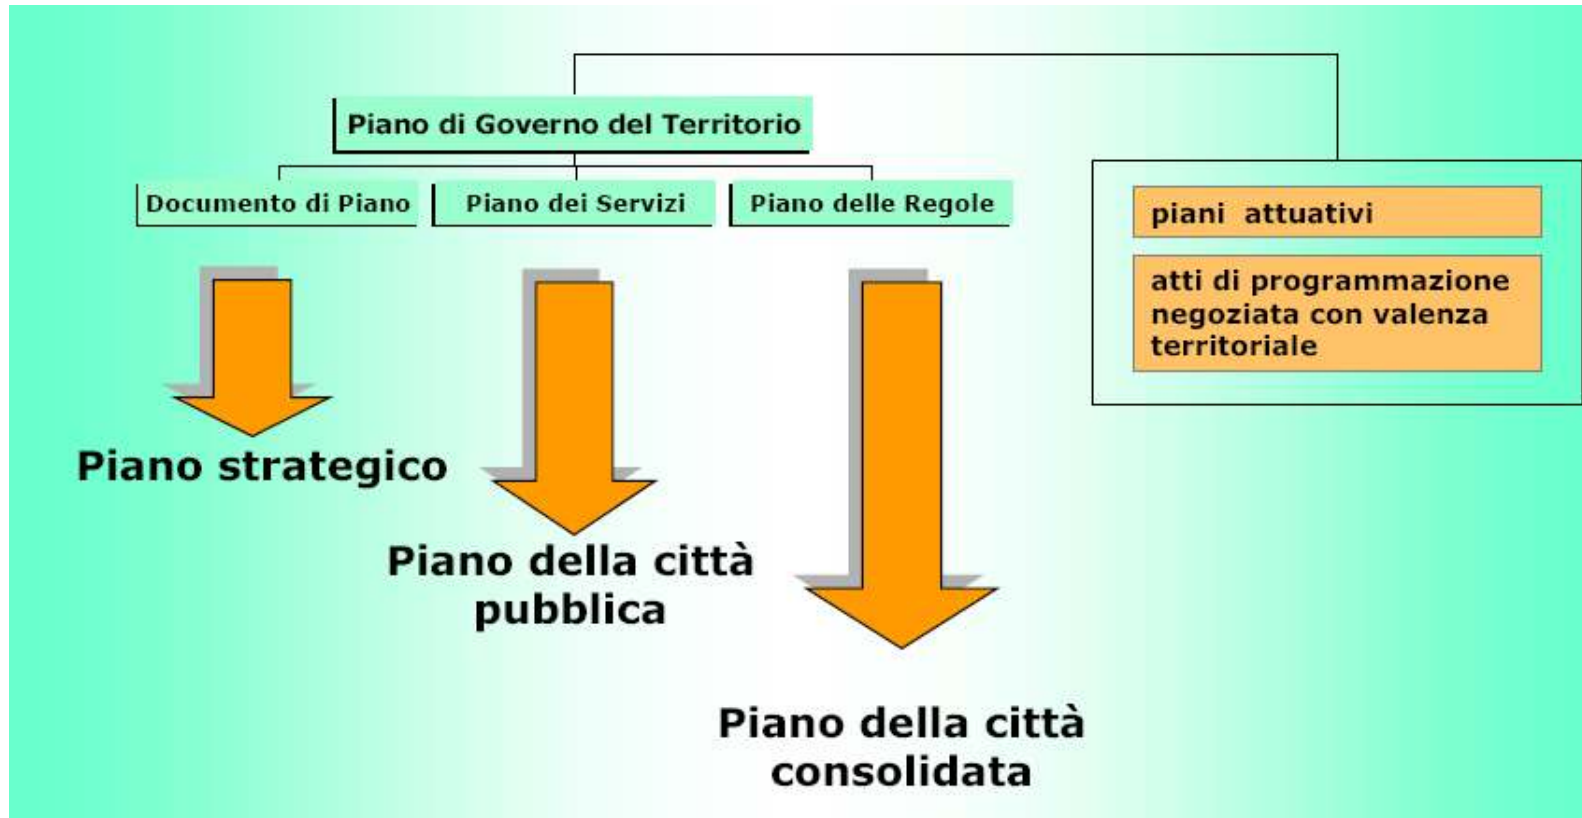 Piano di Governo del Territorio
Documento di Piano
Piano dei Servizi
Piano delle Regole
piani attuativi
atti di programmazione
negoziata con valenza
territoriale
Piano strategico
Piano della città
pubblica
Piano della città
consolidata